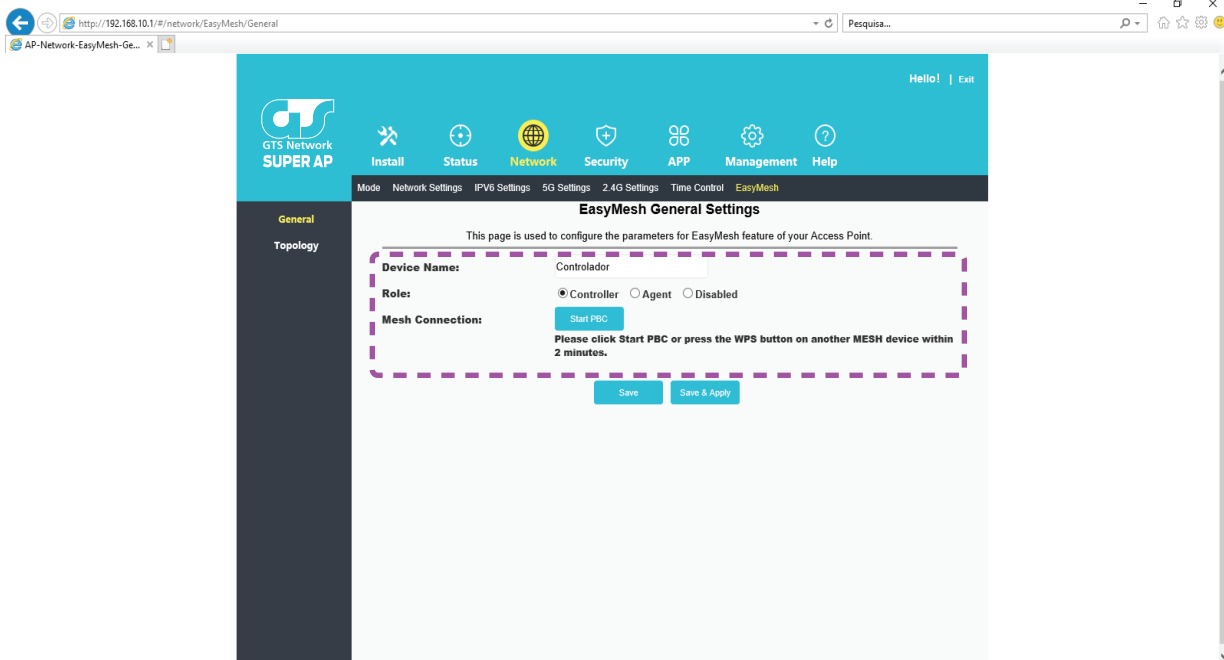 http://192.168.10.1/#/network/EasyMesh/General
Pesquisa...
AP-Network-EasyMesh-Ge...
Hello! | Exit
GTS
GTS Network
SUPER AP
Install Status Network Security APP Management Help
Mode Network Settings IPV6 Settings 5G Settings 2.4G Settings Time Control EasyMesh
General
Topology
EasyMesh General Settings
This page is used to configure the parameters for EasyMesh feature of your Access Point.
Device Name: Controlador
Role: Controller Agent Disabled
Mesh Connection: Start PBC
Please click Start PBC or press the WPS button on another MESH device within
2 minutes.
Save Save & Apply